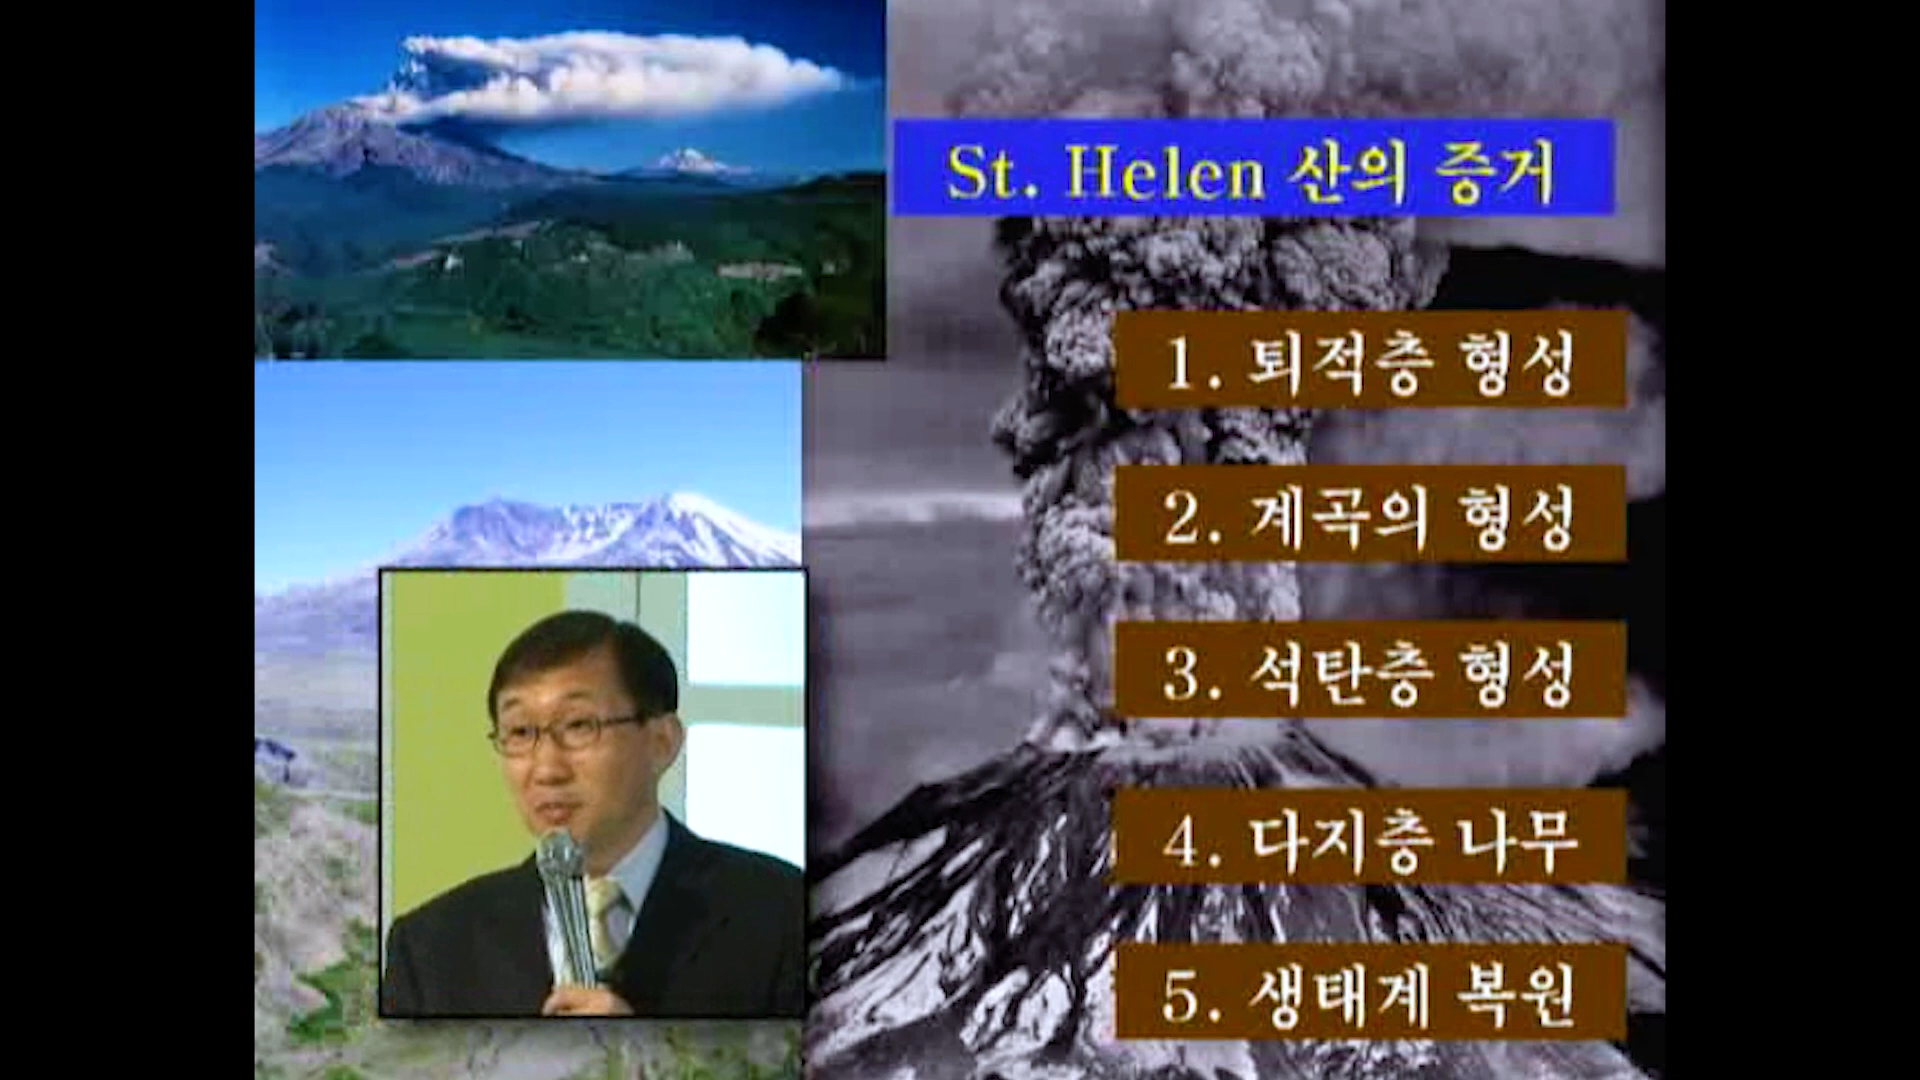 St. Helen 산의 증거
1. 퇴적층 형성
2. 계곡의 형성
3. 석탄층 형성
4. 다지층 나무
5. 생태계 복원